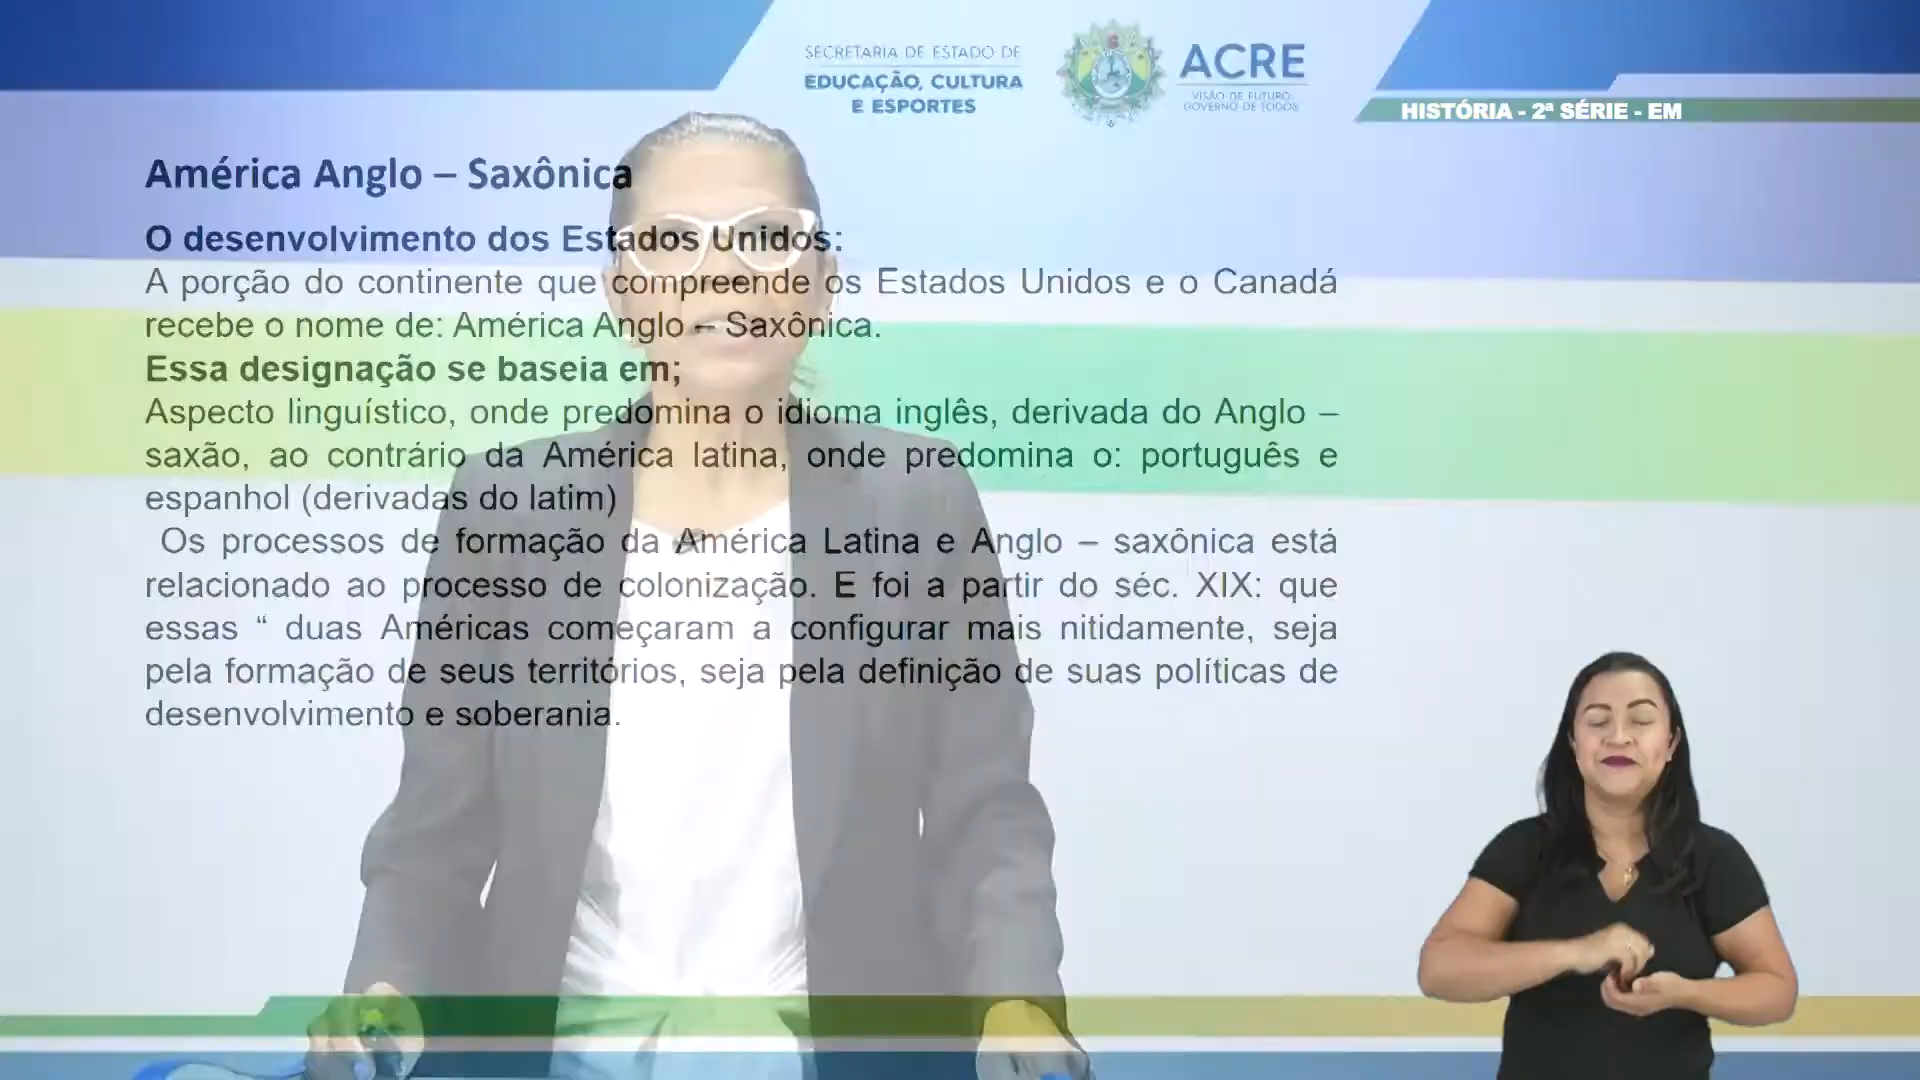 SECRETARIA DE ESTADO DE
EDUCAÇÃO, CULTURA
E ESPORTES
ACRE
VISÃO DE FUTURO,
GOVERNO DE TODOS
HISTÓRIA - 2ª SÉRIE - EM
América Anglo – Saxônica
O desenvolvimento dos Estados Unidos:
A porção do continente que compreende os Estados Unidos e o Canadá
recebe o nome de: América Anglo – Saxônica.
Essa designação se baseia em;
Aspecto linguístico, onde predomina o idioma inglês, derivada do Anglo –
saxão, ao contrário da América latina, onde predomina o: português e
espanhol (derivadas do latim)
Os processos de formação da América Latina e Anglo – saxônica está
relacionado ao processo de colonização. E foi a partir do séc. XIX: que
essas “ duas Américas começaram a configurar mais nitidamente, seja
pela formação de seus territórios, seja pela definição de suas políticas de
desenvolvimento e soberania.